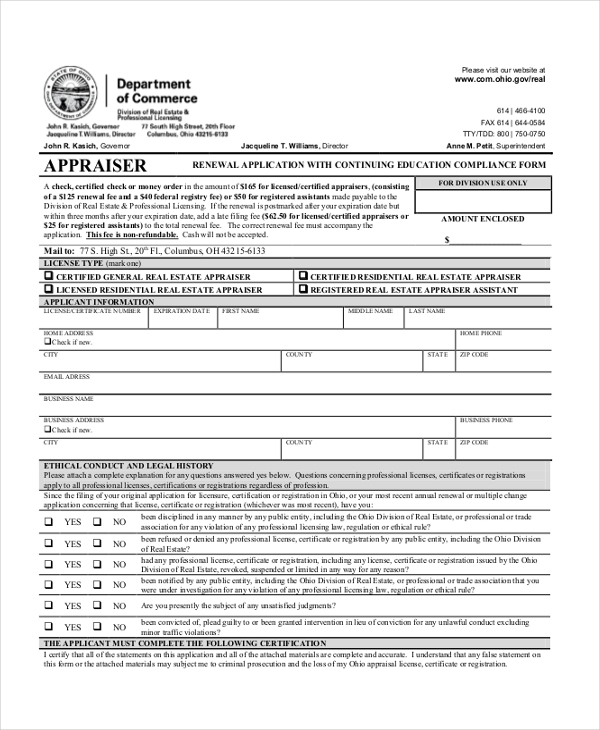 Please visit our website at
www.com.ohio.gov/real
Department
of Commerce
Division of Real Estate &
Professional Licensing
614 | 466-4100
FAX 614 | 644-0584
TTY/TDD: 800 | 750-0750
John R. Kasich, Governor 77 South High Street, 20th Floor
Jacqueline T. Williams, Director Columbus, OH 43215-6133
John R. Kasich, Governor Jacqueline T. Williams, Director Anne M. Petit, Superintendent
APPRAISER RENEWAL APPLICATION WITH CONTINUING EDUCATION COMPLIANCE FORM
A check, certified check or money order in the amount of $165 for licensed/certified appraisers, (consisting
of a $125 renewal fee and a $40 federal registry fee) or $50 for registered assistants made payable to the
Division of Real Estate & Professional Licensing. If the renewal is postmarked after your expiration date but
within three months after your expiration date, add a late filing fee ($62.50 for licensed/certified appraisers or
$25 for registered assistants) to the total renewal fee. The correct renewal fee must accompany the
application. This fee is non-refundable. Cash will not be accepted.
FOR DIVISION USE ONLY
AMOUNT ENCLOSED
$
Mail to: 77 S. High St., 20th Fl., Columbus, OH 43215-6133
LICENSE TYPE (mark one)
CERTIFIED GENERAL REAL ESTATE APPRAISER CERTIFIED RESIDENTIAL REAL ESTATE APPRAISER
LICENSED RESIDENTIAL REAL ESTATE APPRAISER REGISTERED REAL ESTATE APPRAISER ASSISTANT
APPLICANT INFORMATION
LICENSE/CERTIFICATE NUMBER EXPIRATION DATE FIRST NAME MIDDLE NAME LAST NAME
HOME ADDRESS HOME PHONE
Check if new.
CITY COUNTY STATE ZIP CODE
EMAIL ADRESS
BUSINESS NAME
BUSINESS ADDRESS BUSINESS PHONE
Check if new.
CITY COUNTY STATE ZIP CODE
ETHICAL CONDUCT AND LEGAL HISTORY
Please attach a complete explanation for any questions answered yes below. Questions concerning professional licenses, certificates or registrations
apply to all professional licenses, certifications or registrations regardless of profession.
Since the filing of your original application for licensure, certification or registration in Ohio, or your most recent annual renewal or multiple change
application concerning that license, certificate or registration (whichever was most recent), have you:
YES NO been disciplined in any manner by any public entity, including the Ohio Division of Real Estate, or professional or trade
association for any violation of any professional licensing law, regulation or ethical rule?
YES NO been refused or denied any professional license, certificate or registration by any public entity, including the Ohio Division
of Real Estate?
YES NO had any professional license, certificate or registration, including any license, certificate or registration issued by the Ohio
Division of Real Estate, revoked, suspended or limited in any way for any reason?
YES NO been notified by any public entity, including the Ohio Division of Real Estate, or professional or trade association that you
were under investigation for any violation of any professional licensing law, regulation or ethical rule?
YES NO Are you presently the subject of any unsatisfied judgments?
YES NO been convicted of, plead guilty to or been granted intervention in lieu of conviction for any unlawful conduct excluding
minor traffic violations?
THE APPLICANT MUST COMPLETE THE FOLLOWING CERTIFICATION
I certify that all of the statements on this application and all of the attached materials are complete and accurate. I understand that any false statement
on this form or the attached materials may subject me to criminal prosecution and the loss of my Ohio appraisal license, certificate or registration.